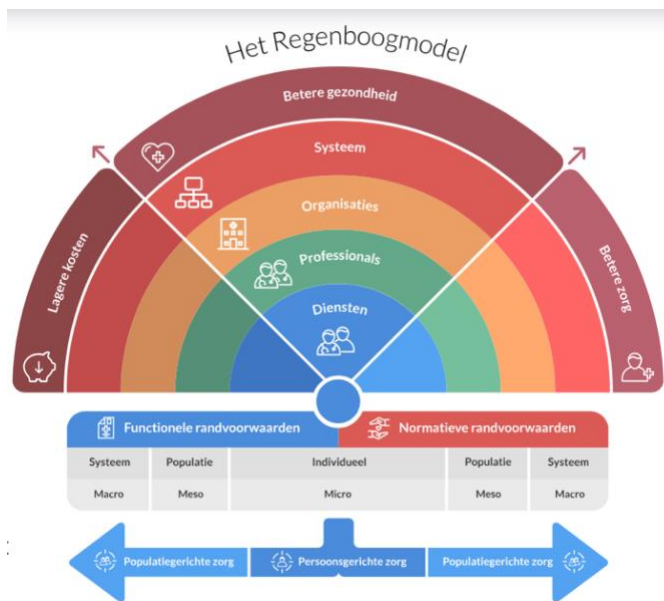 Het Regenboogmodel
Betere gezondheid
Systeem
Organisaties
Professionals
Diensten
Lagere kosten
Betere zorg
Functionele randvoorwaarden
Normatieve randvoorwaarden
Systeem Populatie Individueel Populatie Systeem
Macro Meso Micro Meso Macro
:
Populatiegerichte zorg Persoonsgerichte zorg Populatiegerichte zorg